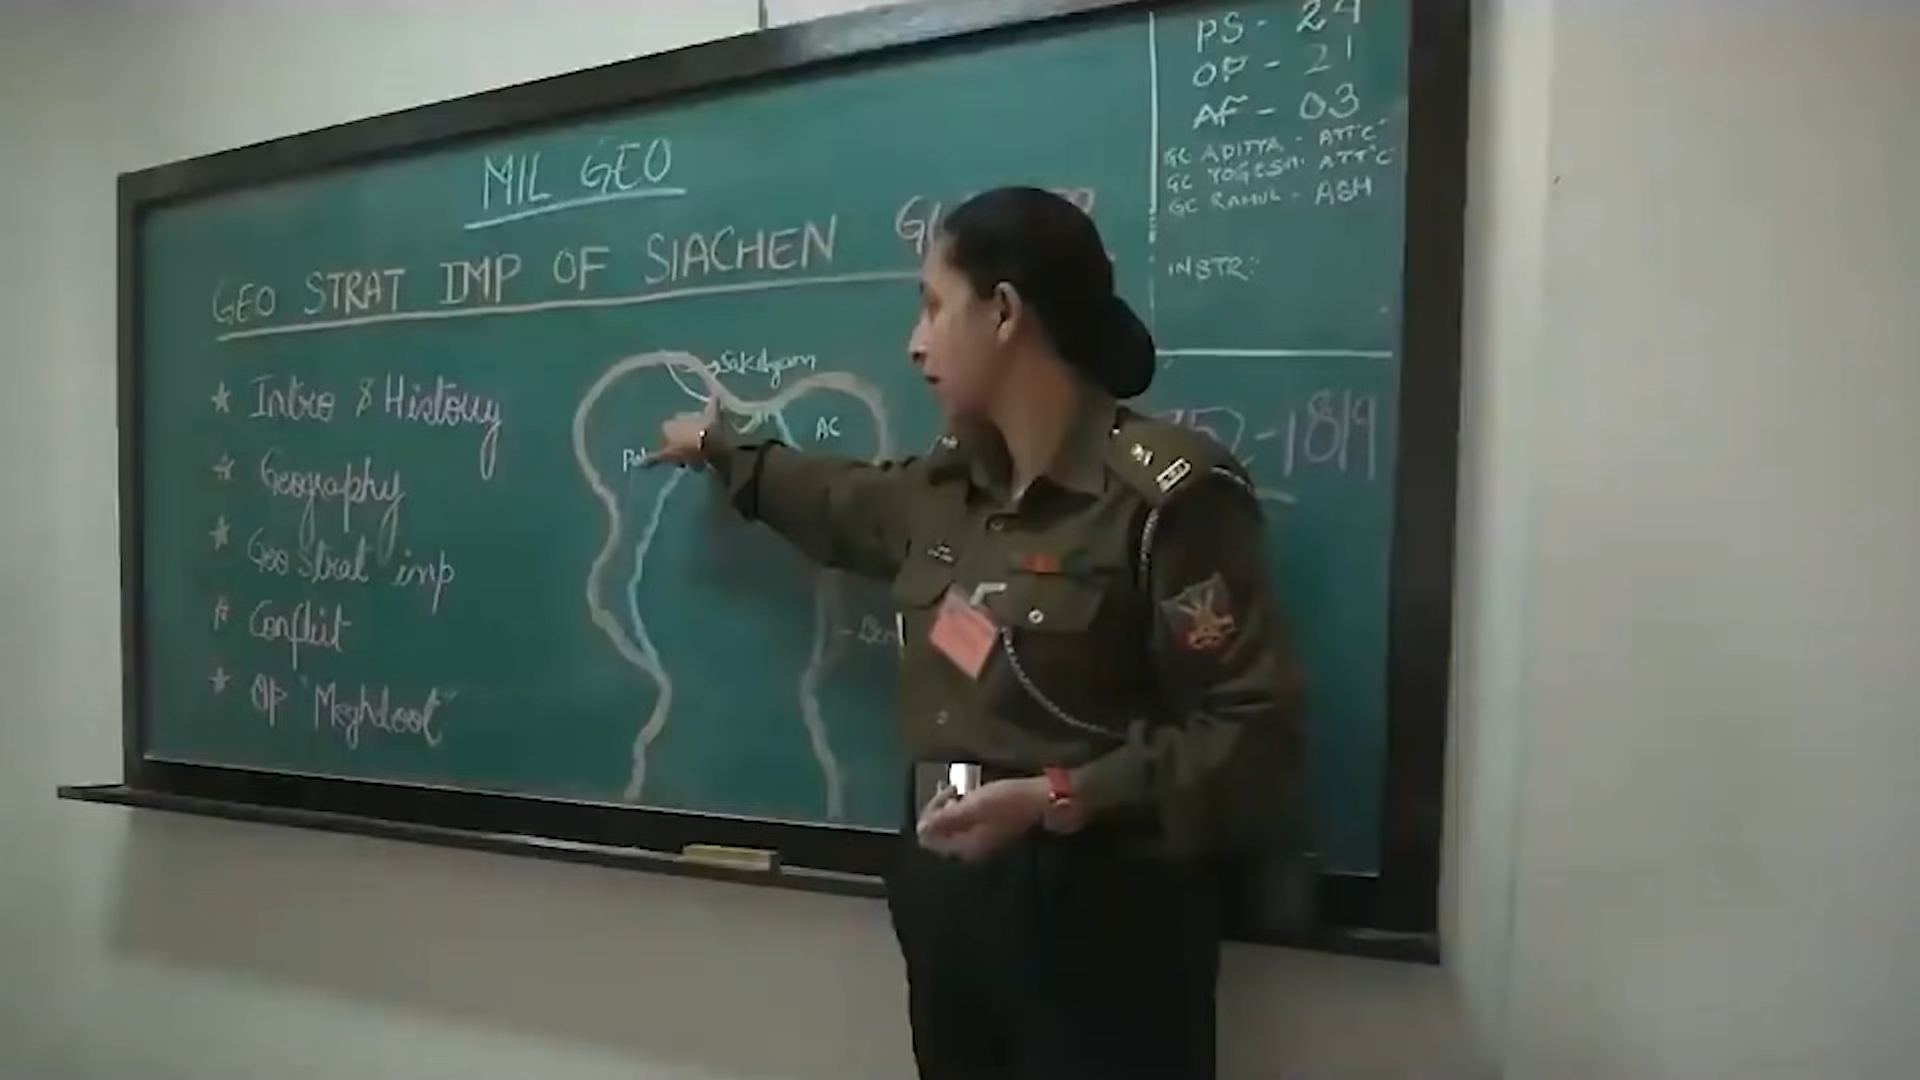 MIL GEO
GEO STRAT IMP OF SIACHEN
★ Intro & History
★ Geography
★ Geo Strat imp
★ Conflict
★ OP "Meghdoot"
AC
PS - 24
OP - 21
AF - 03
GC ADITYA - ATT'C'
GC YOGESH - ATT'C'
GC RAHUL - ABH
INSTR: